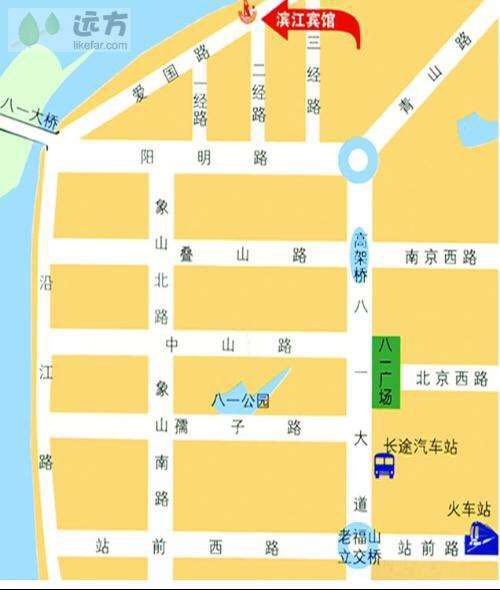 远方
likefar.com
滨江宾馆
爱国路
一经路
二经路
三经路
青山路
八一大桥
阳明路
象山北路
叠山路
高架桥
南京西路
沿江路
中山路
八一大道
八一广场
北京西路
象山南路
八一公园
孺子路
长途汽车站
火车站
站前西路
老福山
立交桥
站前路